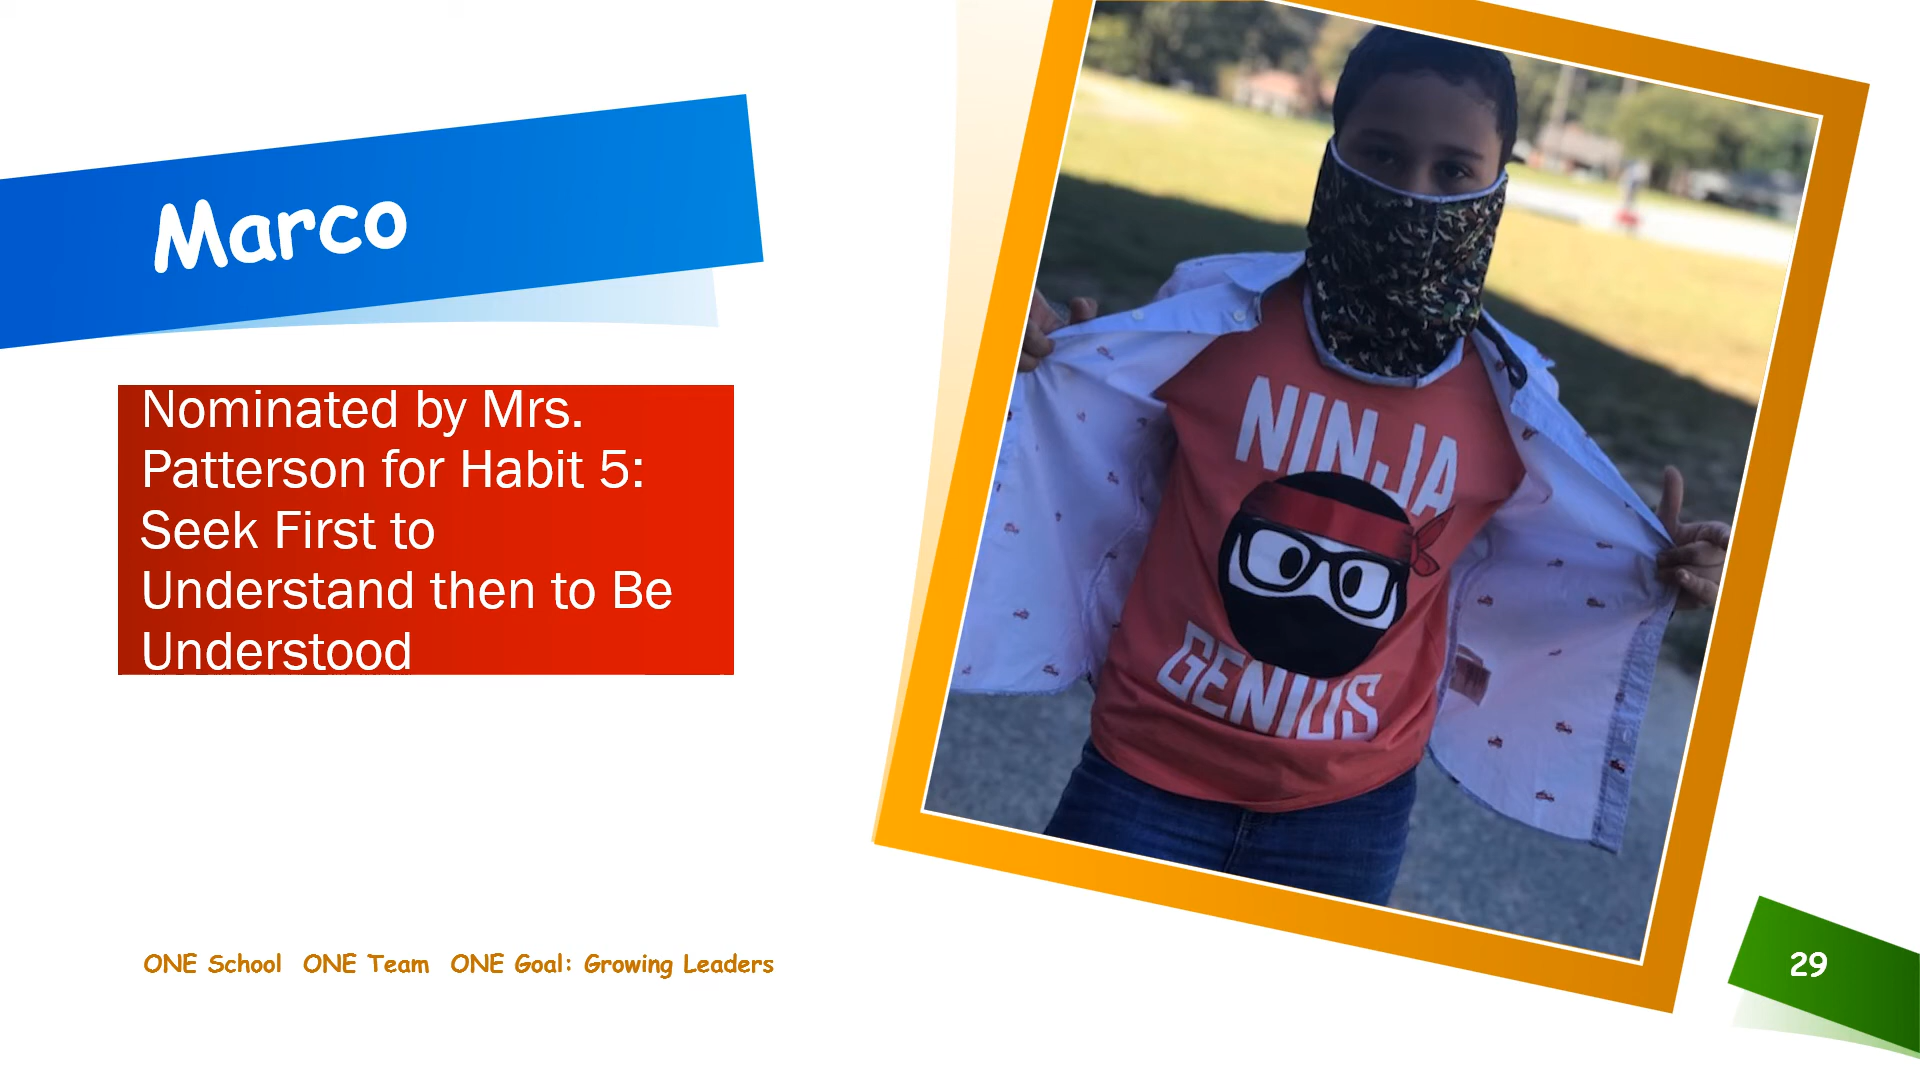 Marco
Nominated by Mrs.
Patterson for Habit 5:
Seek First to
Understand then to Be
Understood
NINJA
GENIUS
ONE School ONE Team ONE Goal: Growing Leaders
29